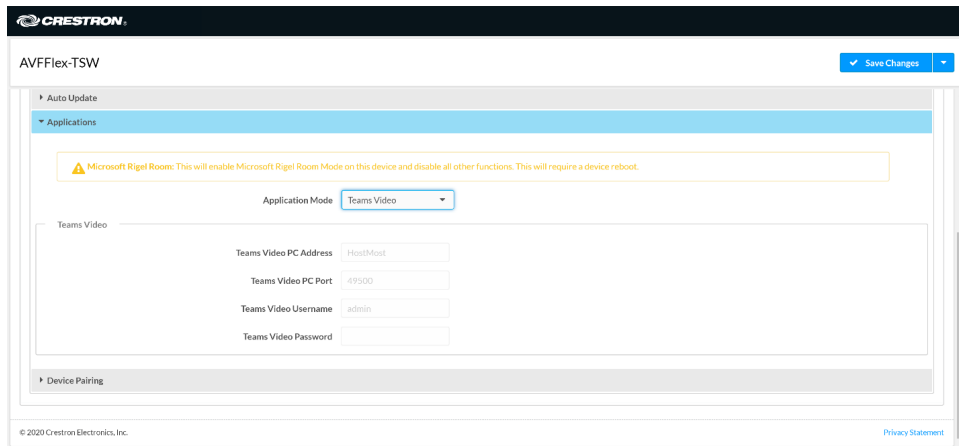 CRESTRON®
AVFFlex-TSW
Save Changes
Auto Update
Applications
Microsoft Rigel Room: This will enable Microsoft Rigel Room Mode on this device and disable all other functions. This will require a device reboot.
Application Mode Teams Video
Teams Video
Teams Video PC Address HostMost
Teams Video PC Port 49500
Teams Video Username admin
Teams Video Password
Device Pairing
© 2020 Crestron Electronics, Inc. Privacy Statement